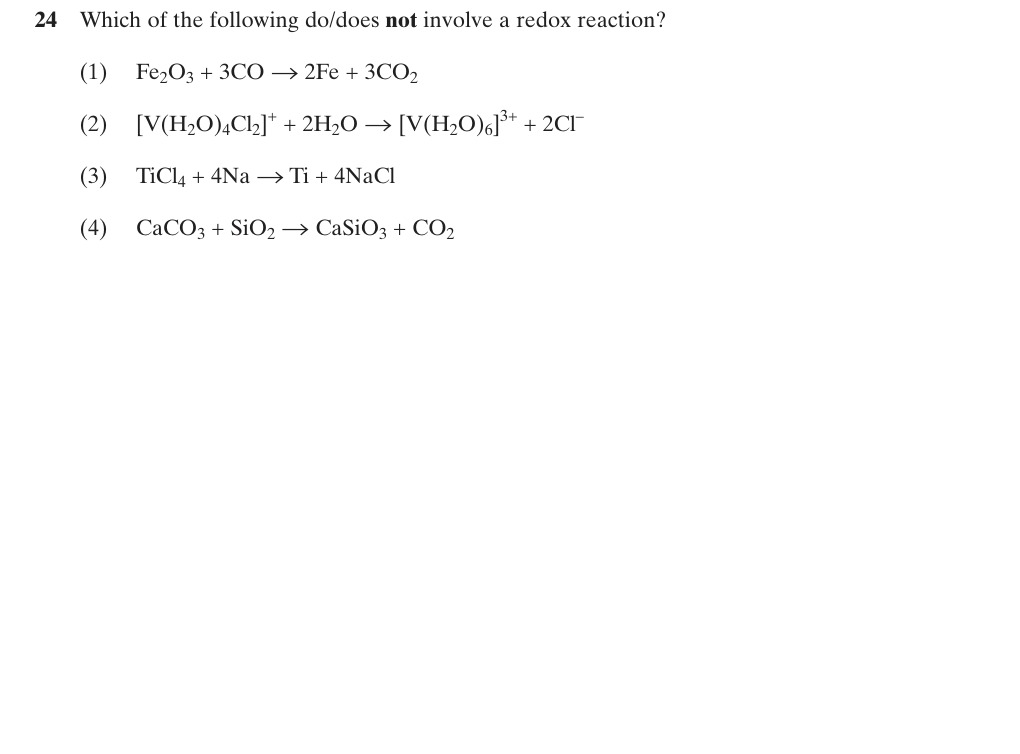 24 Which of the following do/does not involve a redox reaction?
(1) Fe₂O₃ + 3CO → 2Fe + 3CO₂
(2) [V(H₂O)₄Cl₂]⁺ + 2H₂O → [V(H₂O)₆]³⁺ + 2Cl⁻
(3) TiCl₄ + 4Na → Ti + 4NaCl
(4) CaCO₃ + SiO₂ → CaSiO₃ + CO₂